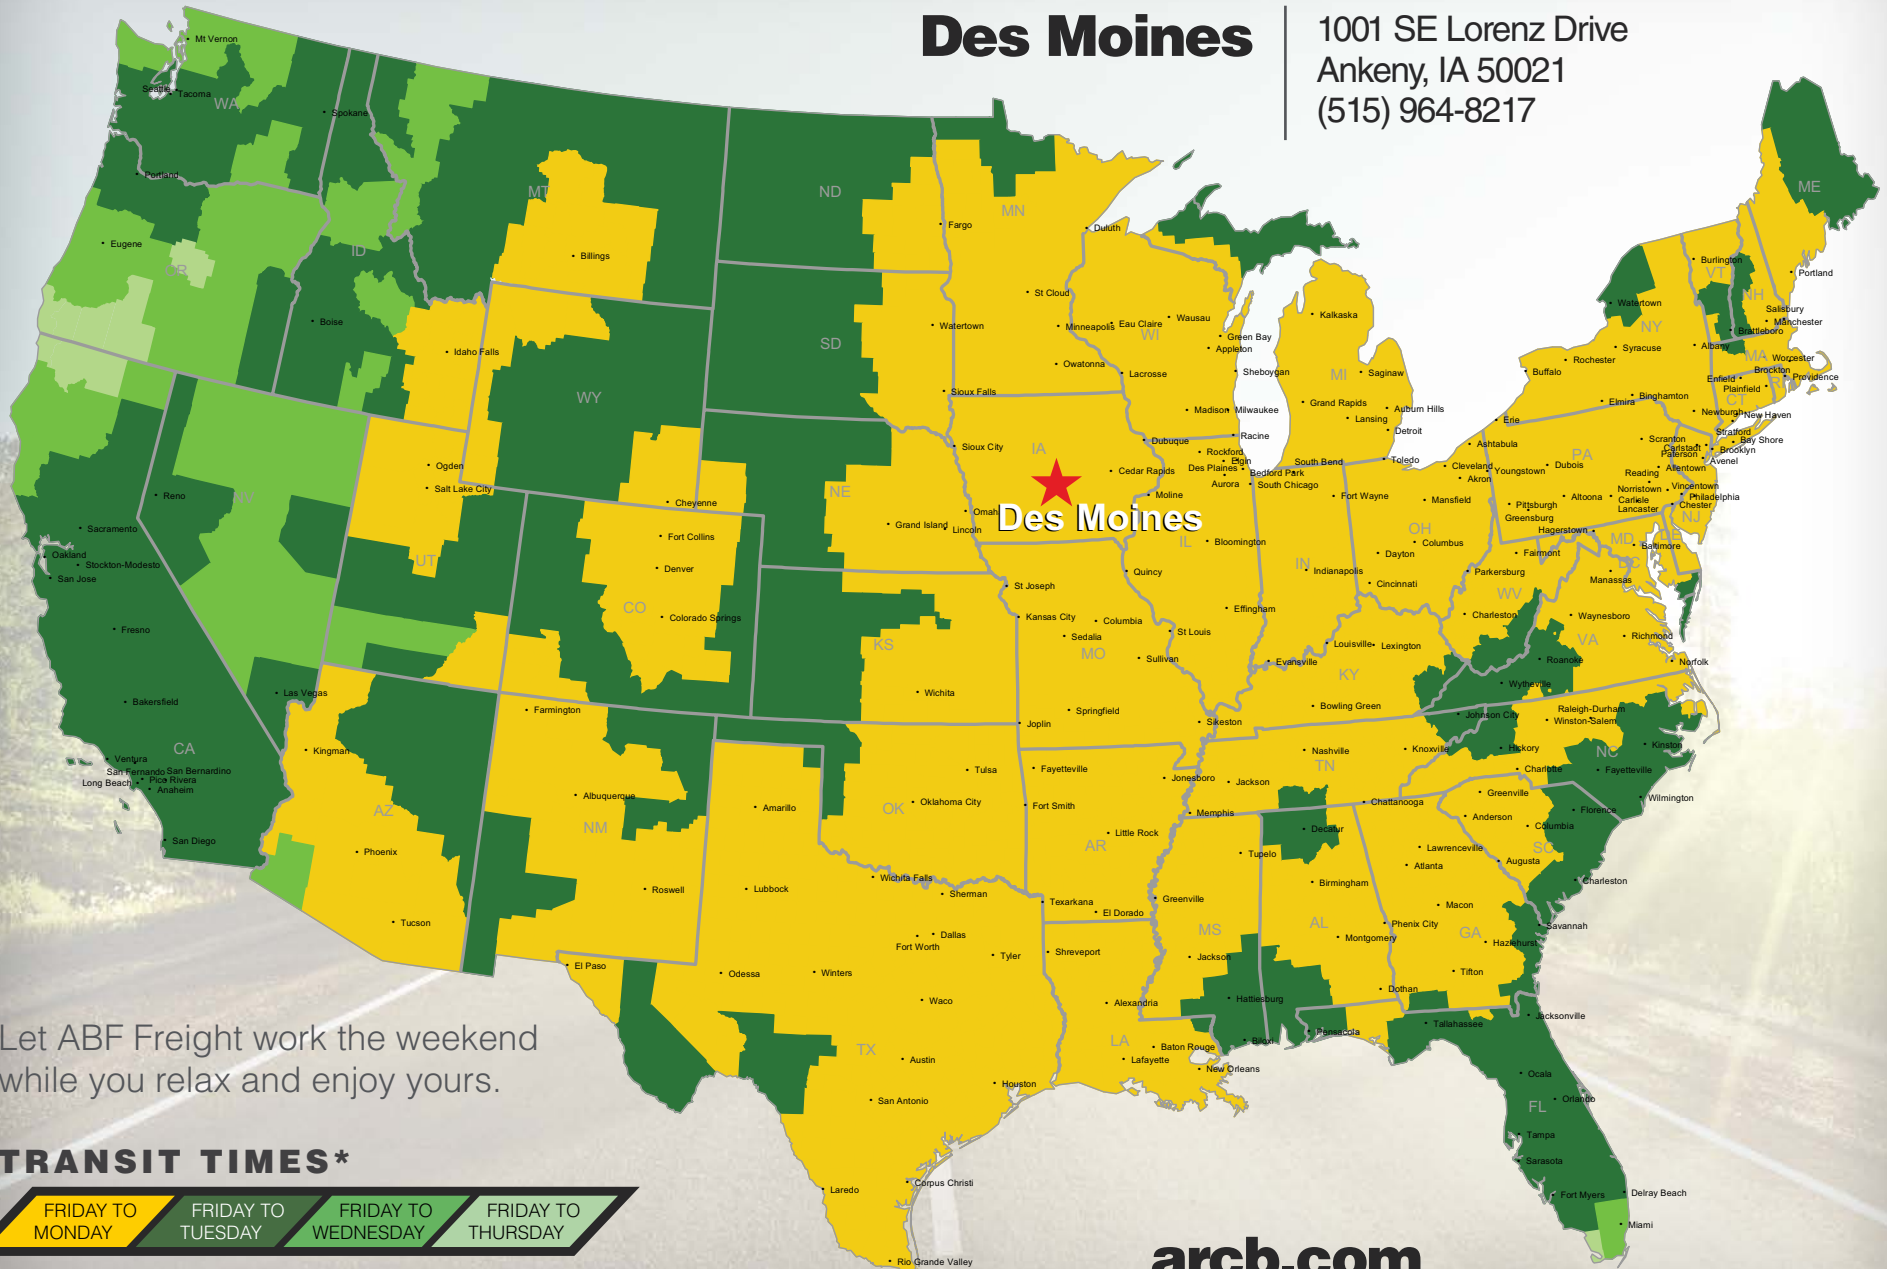 Des Moines
1001 SE Lorenz Drive
Ankeny, IA 50021
(515) 964-8217
Mt Vernon
Seattle
Tacoma
WA
Spokane
Portland
Eugene
OR
ID
Boise
Idaho Falls
MT
Billings
ND
SD
WY
Cheyenne
NE
MN
Fargo
Duluth
St Cloud
Minneapolis
Eau Claire
Wausau
WI
Watertown
Owatonna
Lacrosse
Green Bay
Appleton
Sheboygan
Sioux Falls
Madison
Milwaukee
Racine
Kalkaska
MI
Saginaw
Grand Rapids
Lansing
Auburn Hills
Detroit
Sioux City
IA
Dubuque
Cedar Rapids
Moline
Des Moines
Omah
Grand Island
Lincoln
Rockford
Elgin
Des Plaines
Bedford Park
Aurora
South Chicago
South Bend
IL
Bloomington
Quincy
Effingham
IN
Fort Wayne
Indianapolis
Evansville
Toledo
Cleveland
Ashtabula
Akron
Youngstown
Mansfield
OH
Columbus
Dayton
Cincinnati
ME
Portland
Burlington
VT
NH
Salisbury
Manchester
Brattleboro
Watertown
NY
Syracuse
Rochester
Buffalo
Albany
MA
Worcester
Brockton
Providence
RI
Enfield
Plainfield
CT
Binghamton
Elmira
Newburgh
New Haven
Stratford
Bay Shore
Brooklyn
Carlstadt
Paterson
Avenel
Erie
PA
Scranton
Dubois
Allentown
Reading
Norristown
Vincentown
Philadelphia
Pittsburgh
Altoona
Carlisle
Lancaster
Chester
Greensburg
NJ
Hagerstown
MD
DE
Baltimore
DC
Manassas
Fairmont
Parkersburg
WV
Charleston
Waynesboro
VA
Richmond
Roanoke
Norfolk
Wytheville
Reno
NV
Sacramento
Oakland
Stockton-Modesto
San Jose
Fresno
Las Vegas
Bakersfield
CA
Ventura
San Fernando
San Bernardino
Long Beach
Pico Rivera
Anaheim
San Diego
Ogden
Salt Lake City
UT
Fort Collins
Denver
CO
Colorado Springs
KS
Wichita
St Joseph
Kansas City
Columbia
Sedalia
MO
St Louis
Sullivan
Springfield
Joplin
Sikeston
Louisville
Lexington
KY
Bowling Green
Kingman
AZ
Phoenix
Tucson
Farmington
Albuquerque
NM
Roswell
Amarillo
Lubbock
Tulsa
OK
Oklahoma City
Fayetteville
Fort Smith
Jonesboro
Little Rock
AR
El Dorado
Texarkana
Nashville
TN
Knoxville
Jackson
Memphis
Chattanooga
Johnson City
Raleigh-Durham
Winston-Salem
Hickory
NC
Kinston
Charlotte
Fayetteville
Wilmington
Greenville
Anderson
Florence
Columbia
SC
Charleston
Decatur
Tupelo
Birmingham
AL
Montgomery
Dothan
Greenville
MS
Jackson
Hattiesburg
Biloxi
Lawrenceville
Atlanta
Augusta
Macon
Phenix City
GA
Hazlehurst
Savannah
Tifton
Wichita Falls
Sherman
Dallas
Fort Worth
Tyler
El Paso
Odessa
Winters
Waco
TX
Austin
Houston
San Antonio
Laredo
Corpus Christi
Rio Grande Valley
Shreveport
Alexandria
LA
Baton Rouge
Lafayette
New Orleans
Pensacola
Tallahassee
Jacksonville
Ocala
FL
Orlando
Tampa
Sarasota
Fort Myers
Delray Beach
Miami
Let ABF Freight work the weekend
while you relax and enjoy yours.
TRANSIT TIMES*
FRIDAY TO
MONDAY
FRIDAY TO
TUESDAY
FRIDAY TO
WEDNESDAY
FRIDAY TO
THURSDAY
arcb.com